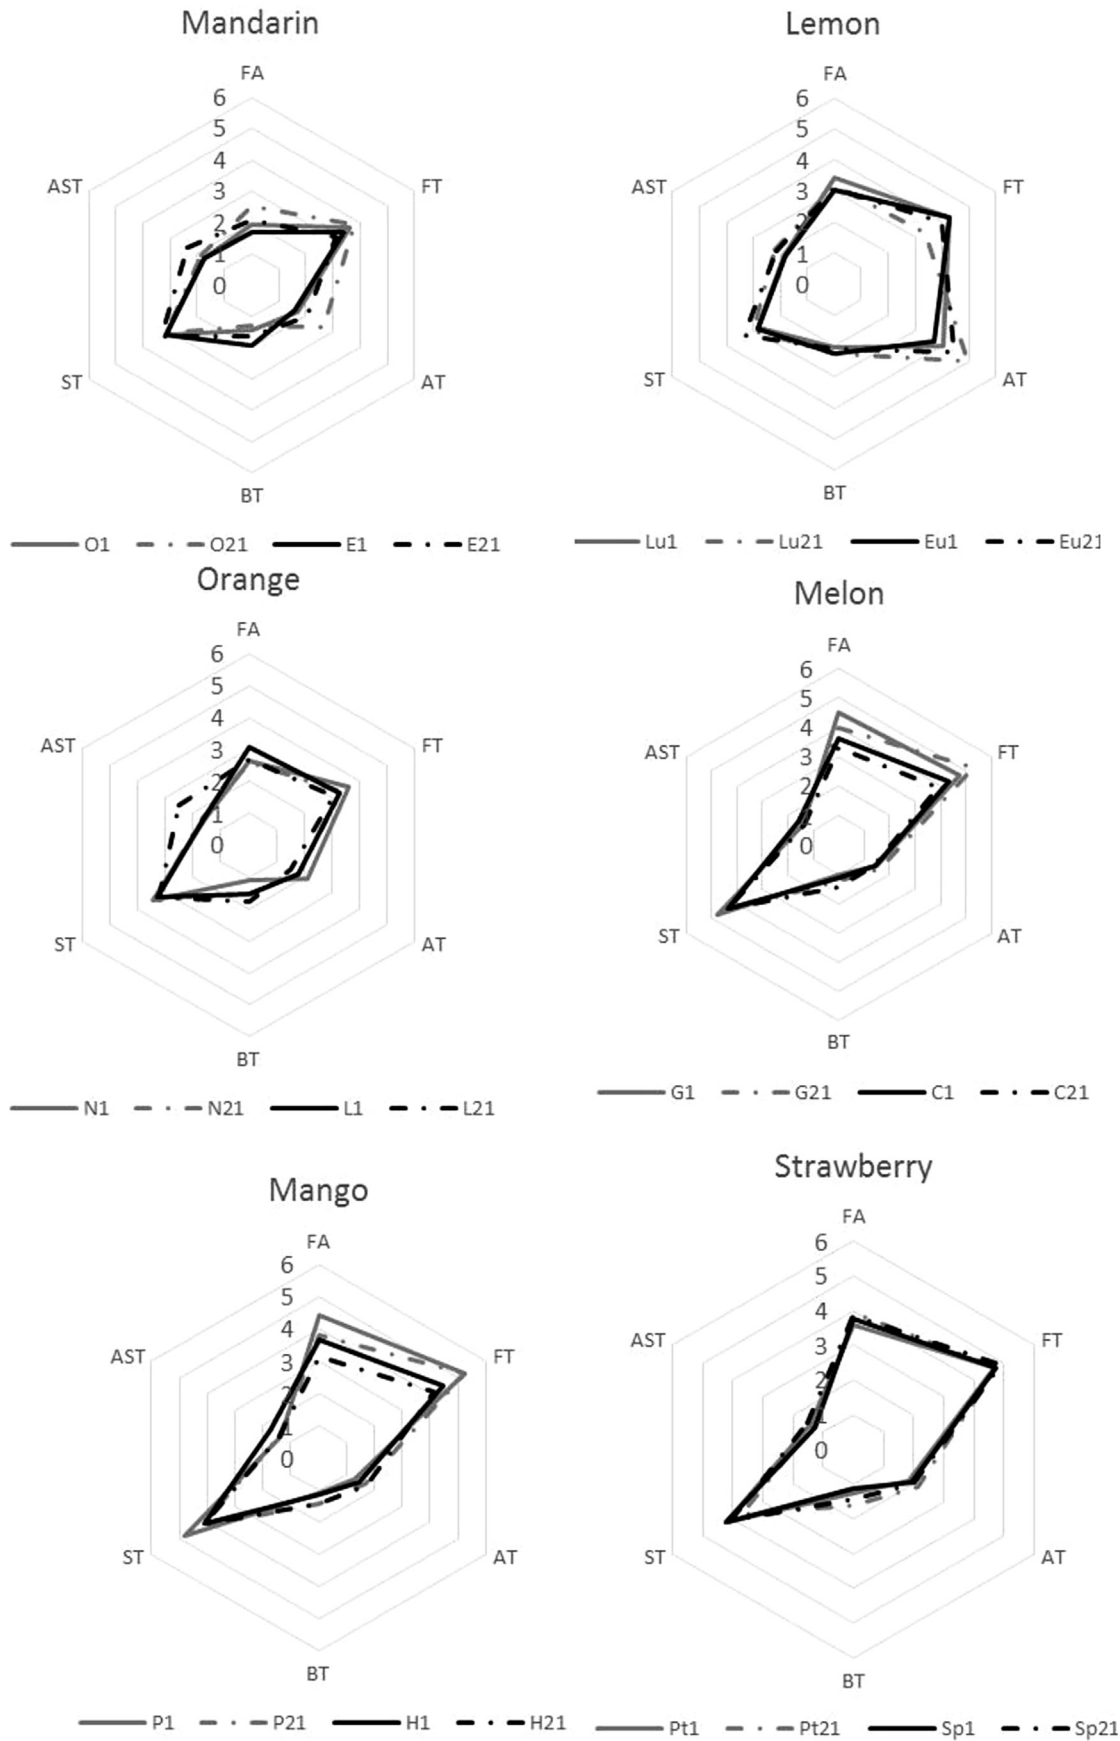 Mandarin
FA
6
5
4
3
2
1
0
AST
FT
ST
AT
BT
O1 O21 E1 E21
Lemon
FA
6
5
4
3
2
1
0
AST
FT
ST
AT
BT
Lu1 Lu21 Eu1 Eu21
Orange
FA
6
5
4
3
2
1
0
AST
FT
ST
AT
BT
N1 N21 L1 L21
Melon
FA
6
5
4
3
2
1
0
AST
FT
ST
AT
BT
G1 G21 C1 C21
Mango
FA
6
5
4
3
2
1
0
AST
FT
ST
AT
BT
P1 P21 H1 H21
Strawberry
FA
6
5
4
3
2
1
0
AST
FT
ST
AT
BT
Pt1 Pt21 Sp1 Sp21